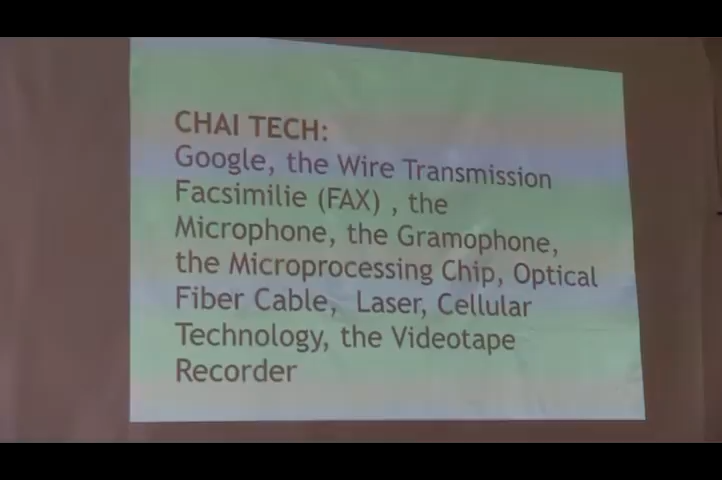 CHAI TECH:
Google, the Wire Transmission
Facsimilie (FAX) , the
Microphone, the Gramophone,
the Microprocessing Chip, Optical
Fiber Cable, Laser, Cellular
Technology, the Videotape
Recorder